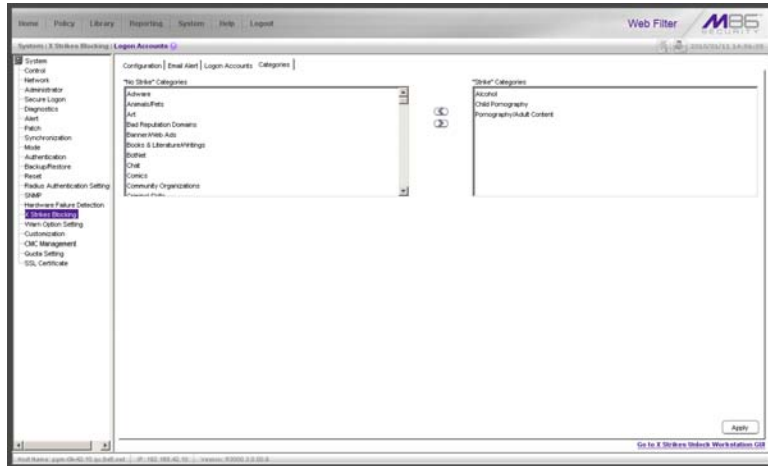 Home Policy Library Reporting System Help Logout
Web Filter
M86
SECURITY
System : X Strikes Blocking : Logon Accounts
System
Control
Network
Administrator
Secure Logon
Diagnostics
Alert
Patch
Synchronization
Mode
Authentication
Backup/Restore
Reset
Radius Authentication Setting
SNMP
Hardware Failure Detection
X Strikes Blocking
Warn Option Setting
Customization
CMC Management
Quota Setting
SSL Certificate
Configuration Email Alert Logon Accounts Categories
"No Strike" Categories
Adware
Animals/Pets
Art
Bad Reputation Domains
Banner/Web Ads
Books & Literature/Writings
BotNet
Chat
Comics
Community Organizations
"Strike" Categories
Alcohol
Child Pornography
Pornography/Adult Content
Apply
Go to X Strikes Unlock Workstation GUI